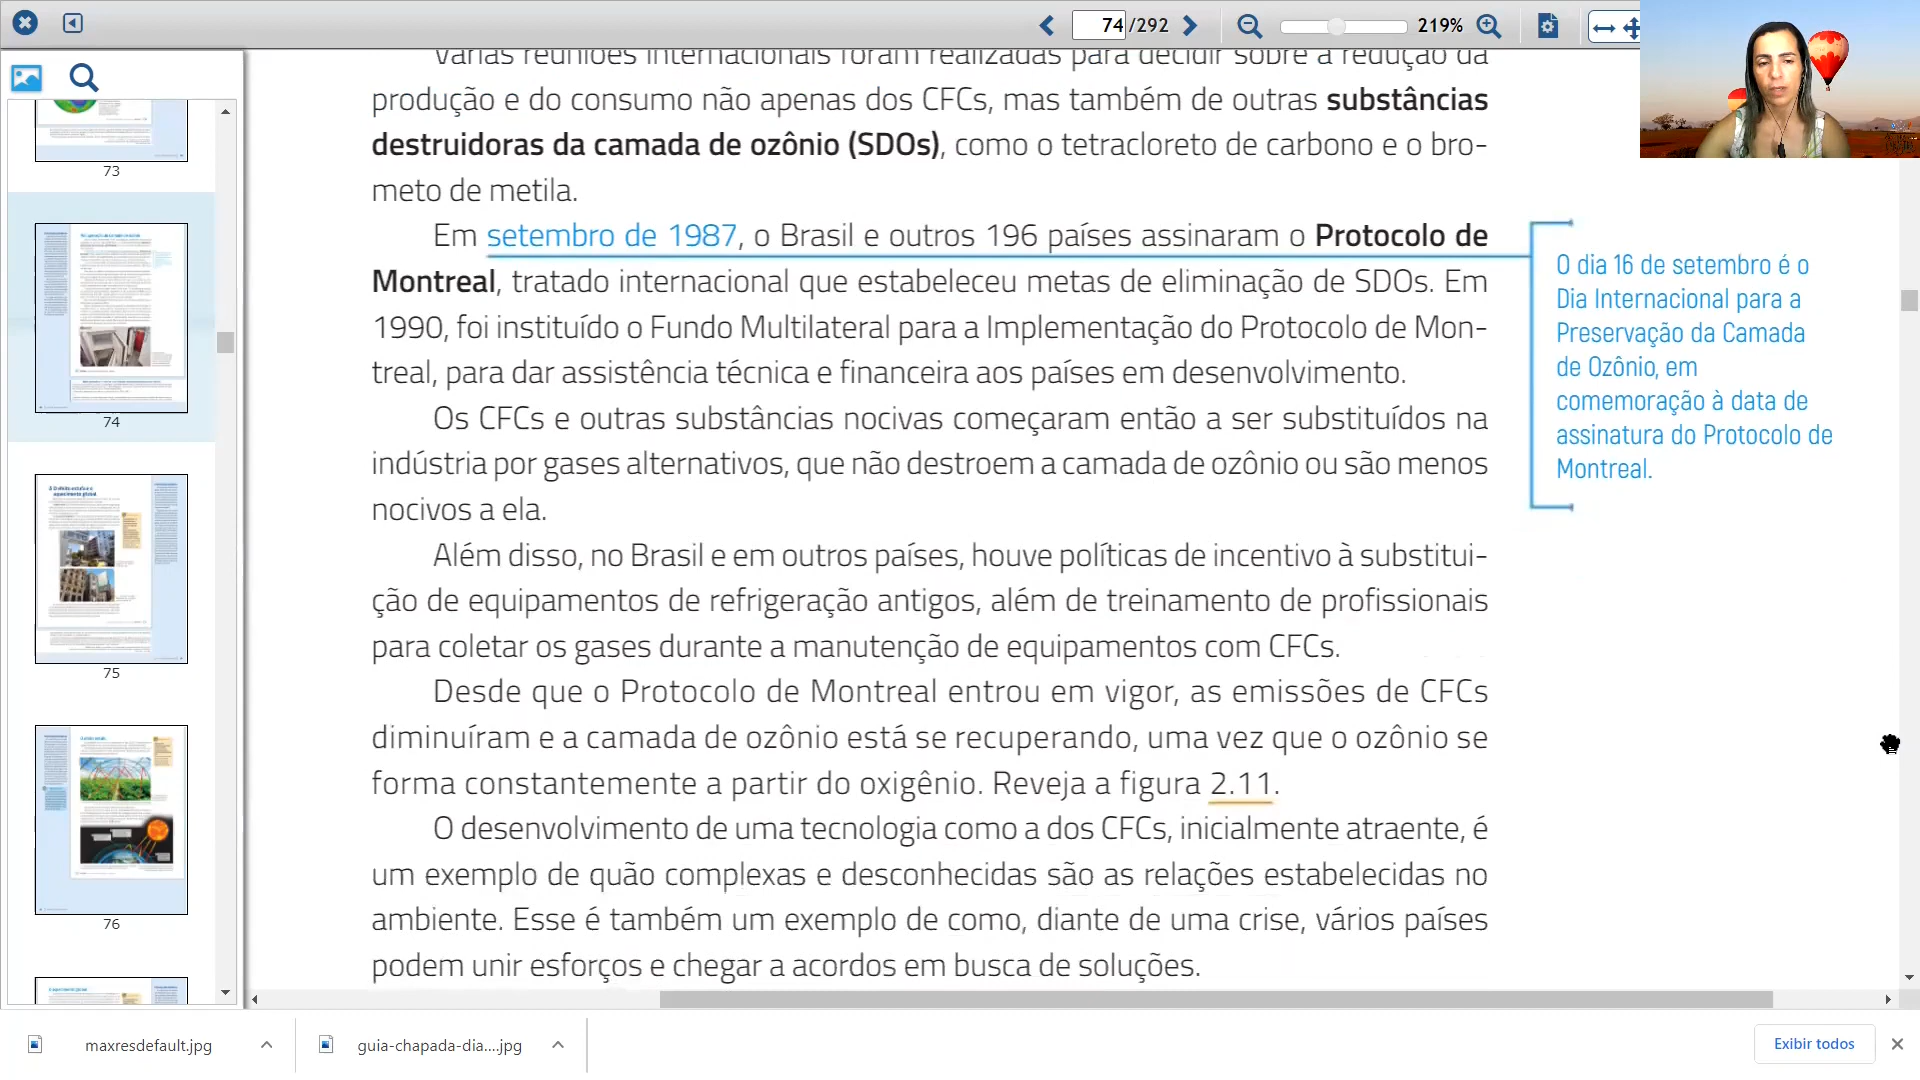 74 /292
219%
Várias reuniões internacionais foram realizadas para decidir sobre a redução da
produção e do consumo não apenas dos CFCs, mas também de outras substâncias
destruidoras da camada de ozônio (SDOs), como o tetracloreto de carbono e o bro-
meto de metila.
Em setembro de 1987, o Brasil e outros 196 países assinaram o Protocolo de
Montreal, tratado internacional que estabeleceu metas de eliminação de SDOs. Em
1990, foi instituído o Fundo Multilateral para a Implementação do Protocolo de Mon-
treal, para dar assistência técnica e financeira aos países em desenvolvimento.
Os CFCs e outras substâncias nocivas começaram então a ser substituídos na
indústria por gases alternativos, que não destroem a camada de ozônio ou são menos
nocivos a ela.
Além disso, no Brasil e em outros países, houve políticas de incentivo à substitui-
ção de equipamentos de refrigeração antigos, além de treinamento de profissionais
para coletar os gases durante a manutenção de equipamentos com CFCs.
Desde que o Protocolo de Montreal entrou em vigor, as emissões de CFCs
diminuíram e a camada de ozônio está se recuperando, uma vez que o ozônio se
forma constantemente a partir do oxigênio. Reveja a figura 2.11.
O desenvolvimento de uma tecnologia como a dos CFCs, inicialmente atraente, é
um exemplo de quão complexas e desconhecidas são as relações estabelecidas no
ambiente. Esse é também um exemplo de como, diante de uma crise, vários países
podem unir esforços e chegar a acordos em busca de soluções.
O dia 16 de setembro é o
Dia Internacional para a
Preservação da Camada
de Ozônio, em
comemoração à data de
assinatura do Protocolo de
Montreal.
73
74
75
76
maxresdefault.jpg
guia-chapada-dia....jpg
Exibir todos